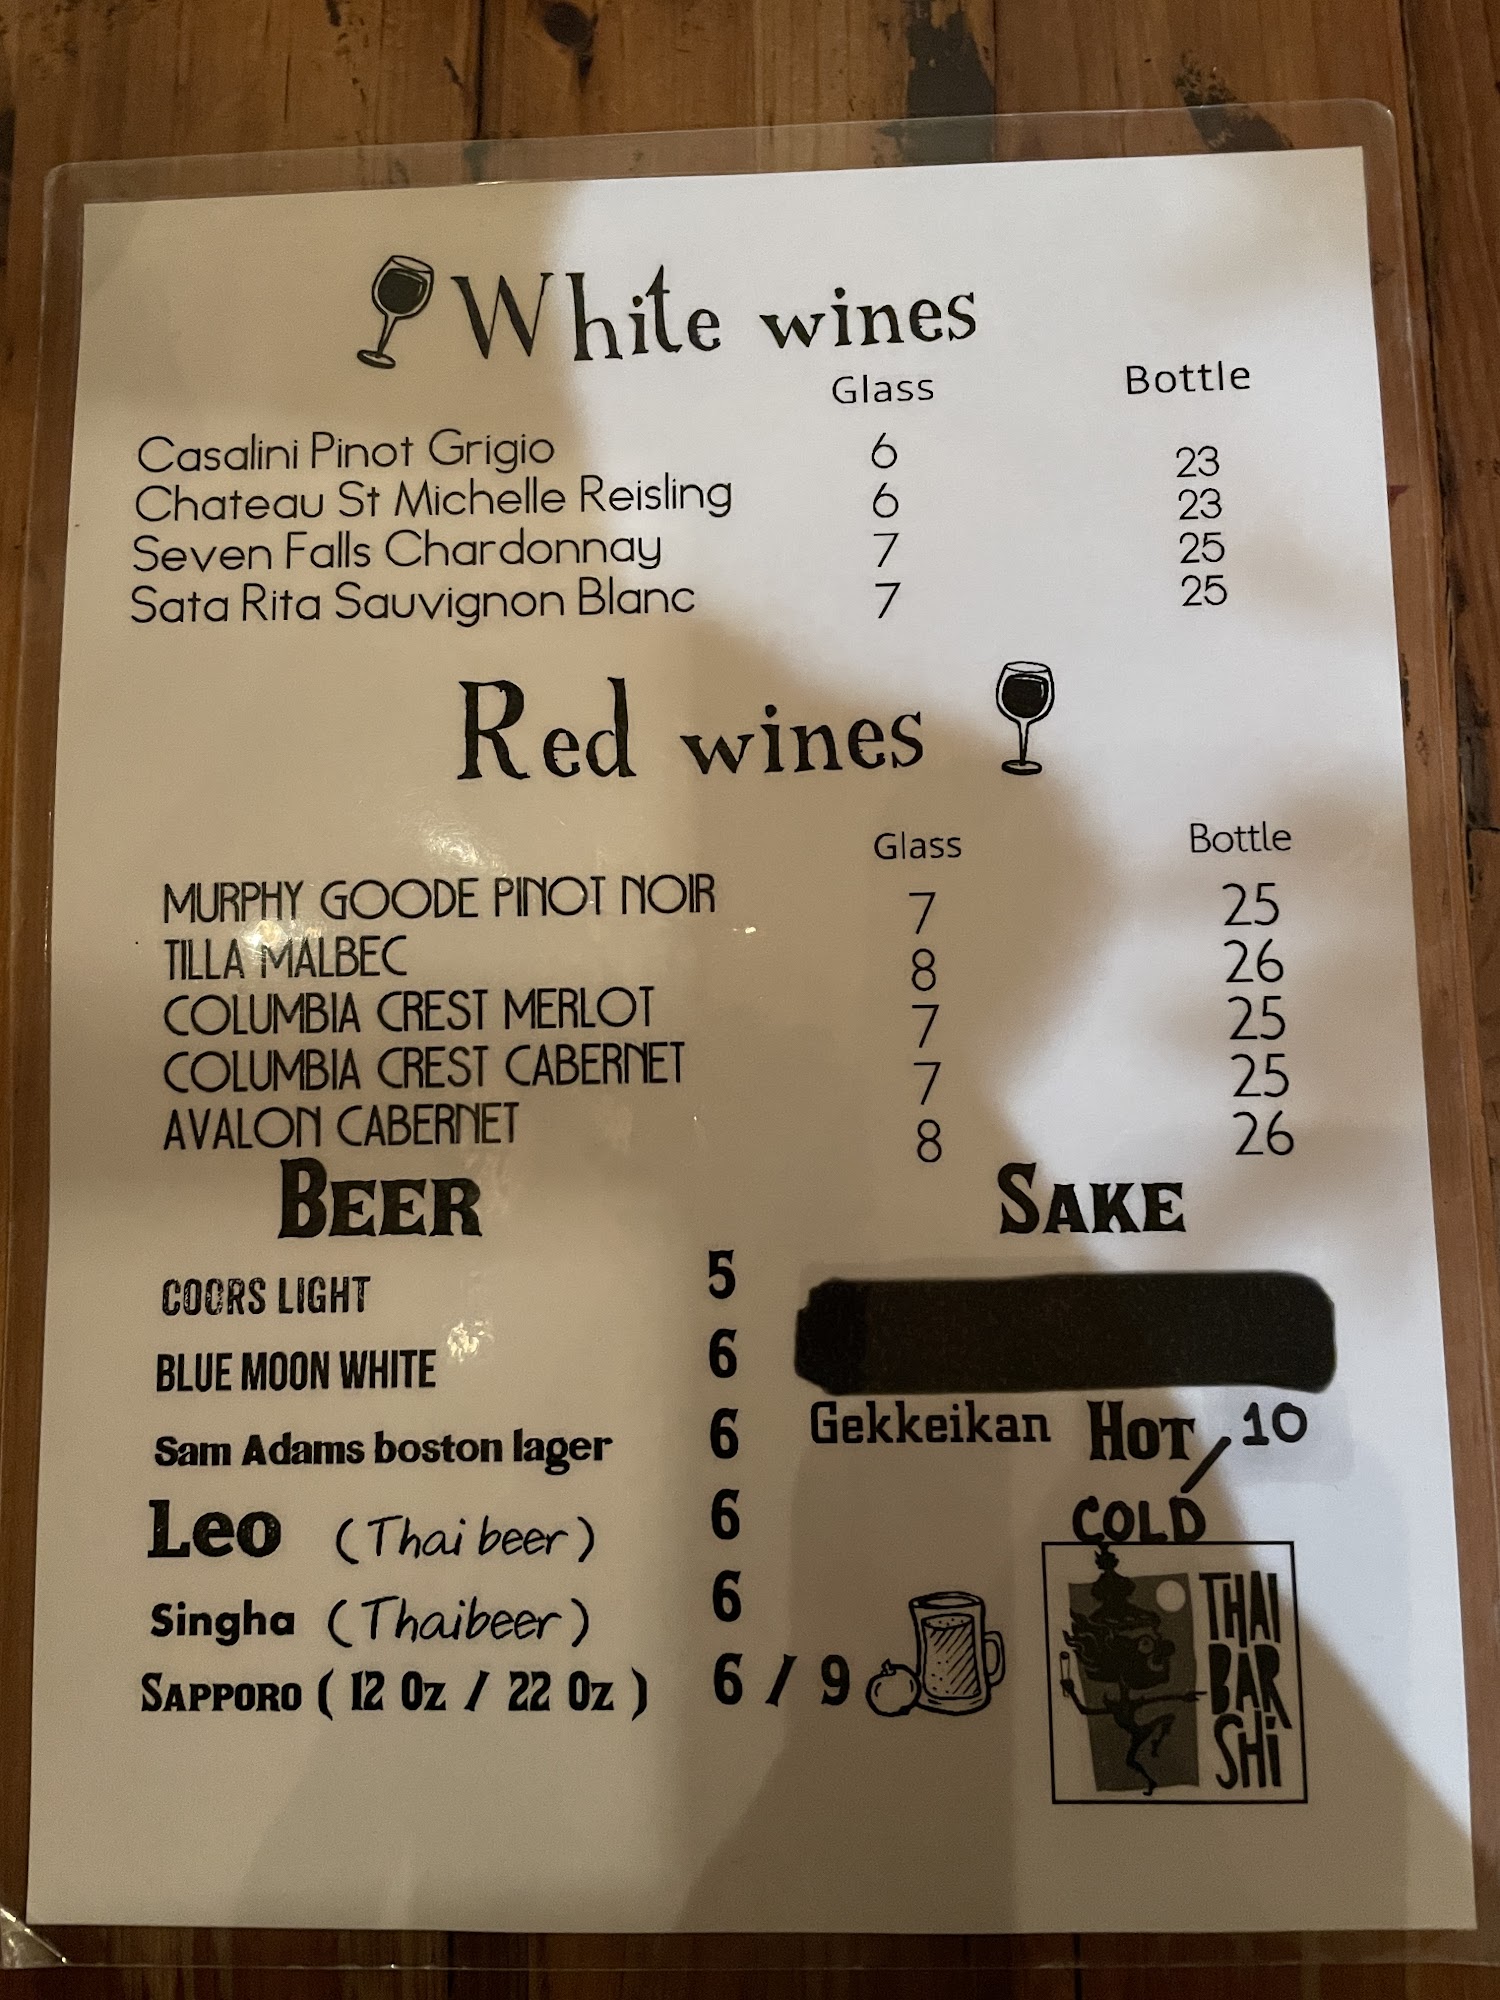 White wines
Glass Bottle
Casalini Pinot Grigio 6 23
Chateau St Michelle Reisling 6 23
Seven Falls Chardonnay 7 25
Sata Rita Sauvignon Blanc 7 25
Red wines
Glass Bottle
MURPHY GOODE PINOT NOIR 7 25
TILLA MALBEC 8 26
COLUMBIA CREST MERLOT 7 25
COLUMBIA CREST CABERNET 7 25
AVALON CABERNET 8 26
BEER
COORS LIGHT 5
BLUE MOON WHITE 6
Sam Adams boston lager 6
Leo (Thai beer) 6
Singha (Thaibeer) 6
SAPPORO ( 12 Oz / 22 Oz ) 6 / 9
SAKE
Gekkeikan HOT / 10
COLD
THAI
BAR
SHi